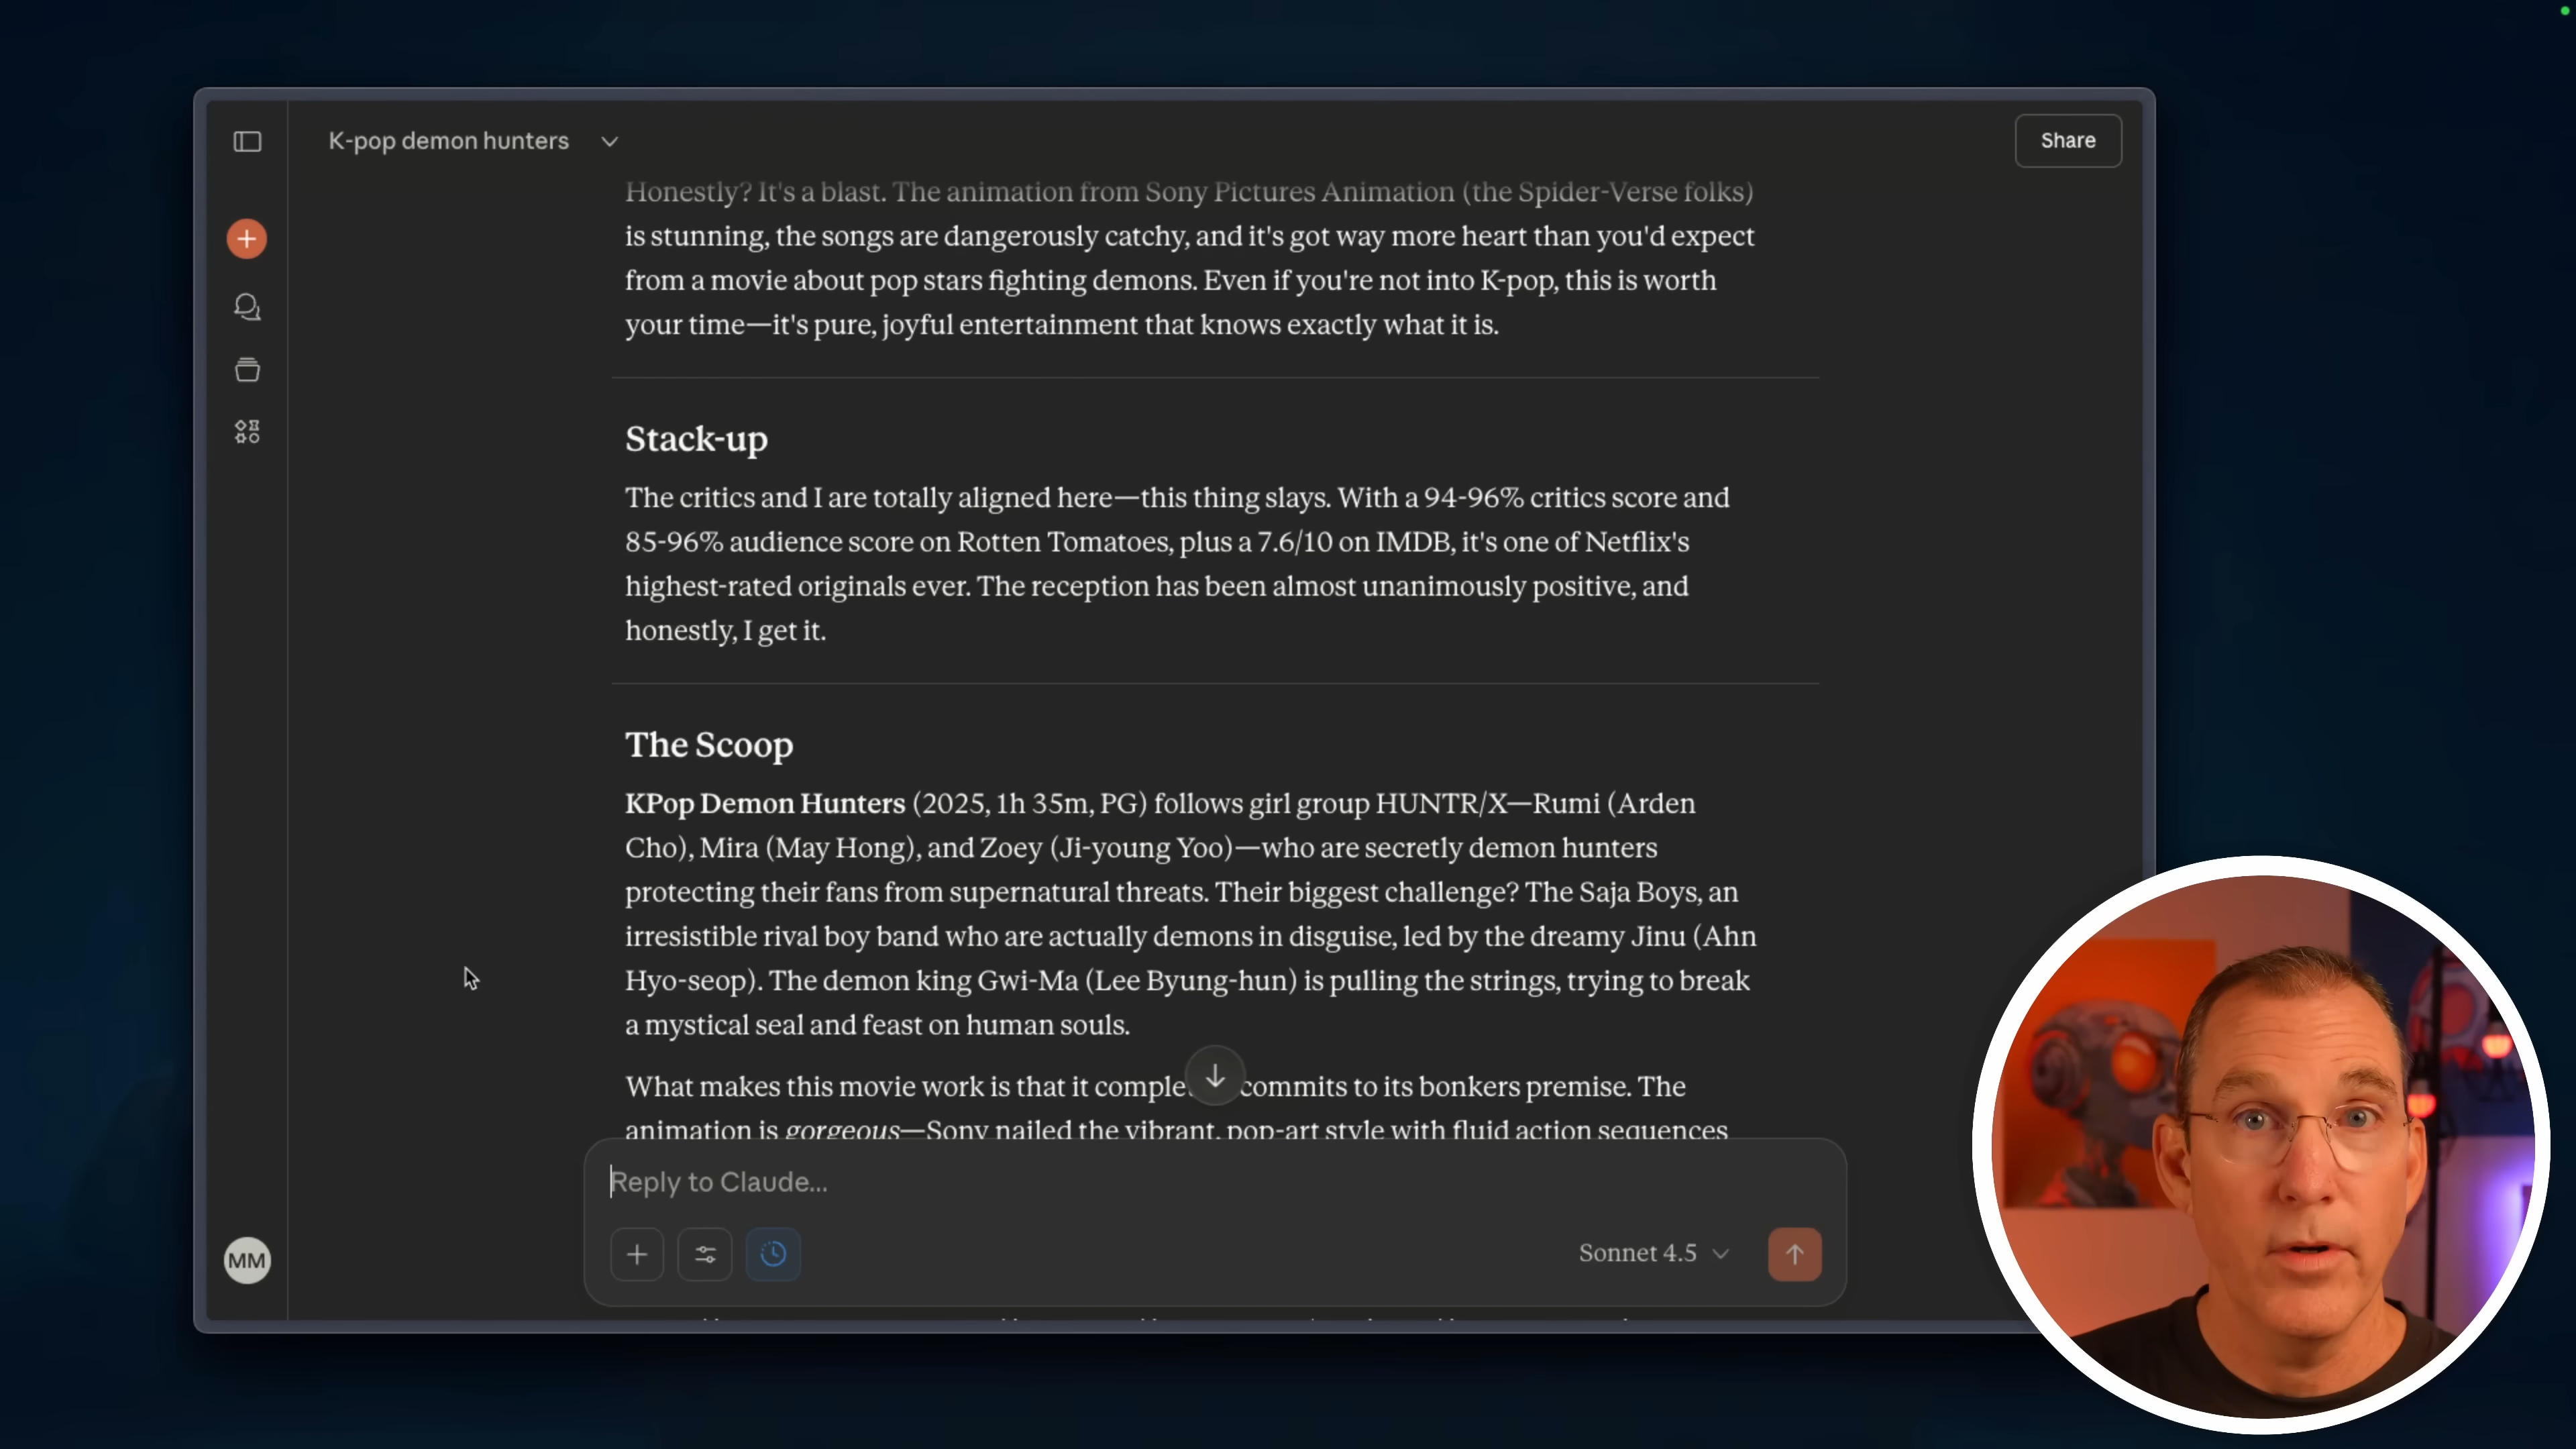 K-pop demon hunters
Share
Honestly? It's a blast. The animation from Sony Pictures Animation (the Spider-Verse folks)
is stunning, the songs are dangerously catchy, and it's got way more heart than you'd expect
from a movie about pop stars fighting demons. Even if you're not into K-pop, this is worth
your time—it's pure, joyful entertainment that knows exactly what it is.
Stack-up
The critics and I are totally aligned here—this thing slays. With a 94-96% critics score and
85-96% audience score on Rotten Tomatoes, plus a 7.6/10 on IMDB, it's one of Netflix's
highest-rated originals ever. The reception has been almost unanimously positive, and
honestly, I get it.
The Scoop
KPop Demon Hunters (2025, 1h 35m, PG) follows girl group HUNTR/X—Rumi (Arden
Cho), Mira (May Hong), and Zoey (Ji-young Yoo)—who are secretly demon hunters
protecting their fans from supernatural threats. Their biggest challenge? The Saja Boys, an
irresistible rival boy band who are actually demons in disguise, led by the dreamy Jinu (Ahn
Hyo-seop). The demon king Gwi-Ma (Lee Byung-hun) is pulling the strings, trying to break
a mystical seal and feast on human souls.
What makes this movie work is that it comple commits to its bonkers premise. The
animation is gorgeous—Sony nailed the vibrant, pop-art style with fluid action sequences
Reply to Claude...
Sonnet 4.5
MM